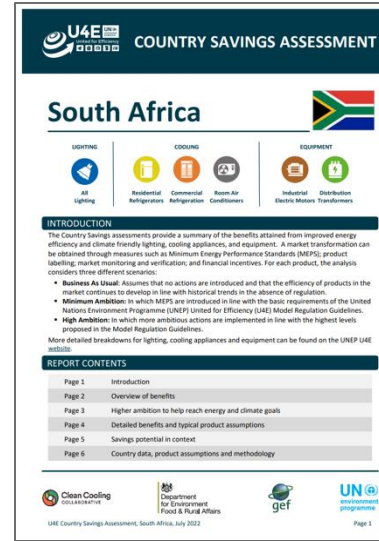 U4E UN
United for Efficiency
COUNTRY SAVINGS ASSESSMENT
South Africa
LIGHTING
COOLING
EQUIPMENT
All Lighting
Residential Refrigerators
Commercial Refrigeration
Room Air Conditioners
Industrial Electric Motors
Distribution Transformers
INTRODUCTION
The Country Savings assessments provide a summary of the benefits attained from improved energy
efficiency and climate friendly lighting, cooling appliances, and equipment. A market transformation can
be obtained through measures such as Minimum Energy Performance Standards (MEPS); product
labelling; market monitoring and verification; and financial incentives. For each product, the analysis
considers three different scenarios:
▪ Business As Usual: This assumes that no actions are introduced and that the efficiency of products in the
market continues to develop in line with historical trends in the absence of regulation.
▪ Minimum Ambition: In which MEPS are introduced in line with the basic requirements of the United
Nations Environment Programme (UNEP) United for Efficiency (U4E) Model Regulation Guidelines.
▪ High Ambition: In which more ambitious actions are implemented in line with the highest levels
proposed in the Model Regulation Guidelines.
More detailed breakdowns for lighting, cooling appliances and equipment can be found on the UNEP U4E
website.
REPORT CONTENTS
Page 1 Introduction
Page 2 Overview of benefits
Page 3 Higher ambition to help reach energy and climate goals
Page 4 Detailed benefits and typical product assumptions
Page 5 Savings potential in context
Page 6 Country data, product assumptions and methodology
Clean Cooling
COLLABORATIVE
Department
for Environment
Food & Rural Affairs
gef
UN
environment
programme
U4E Country Savings Assessment, South Africa, July 2022
Page 1